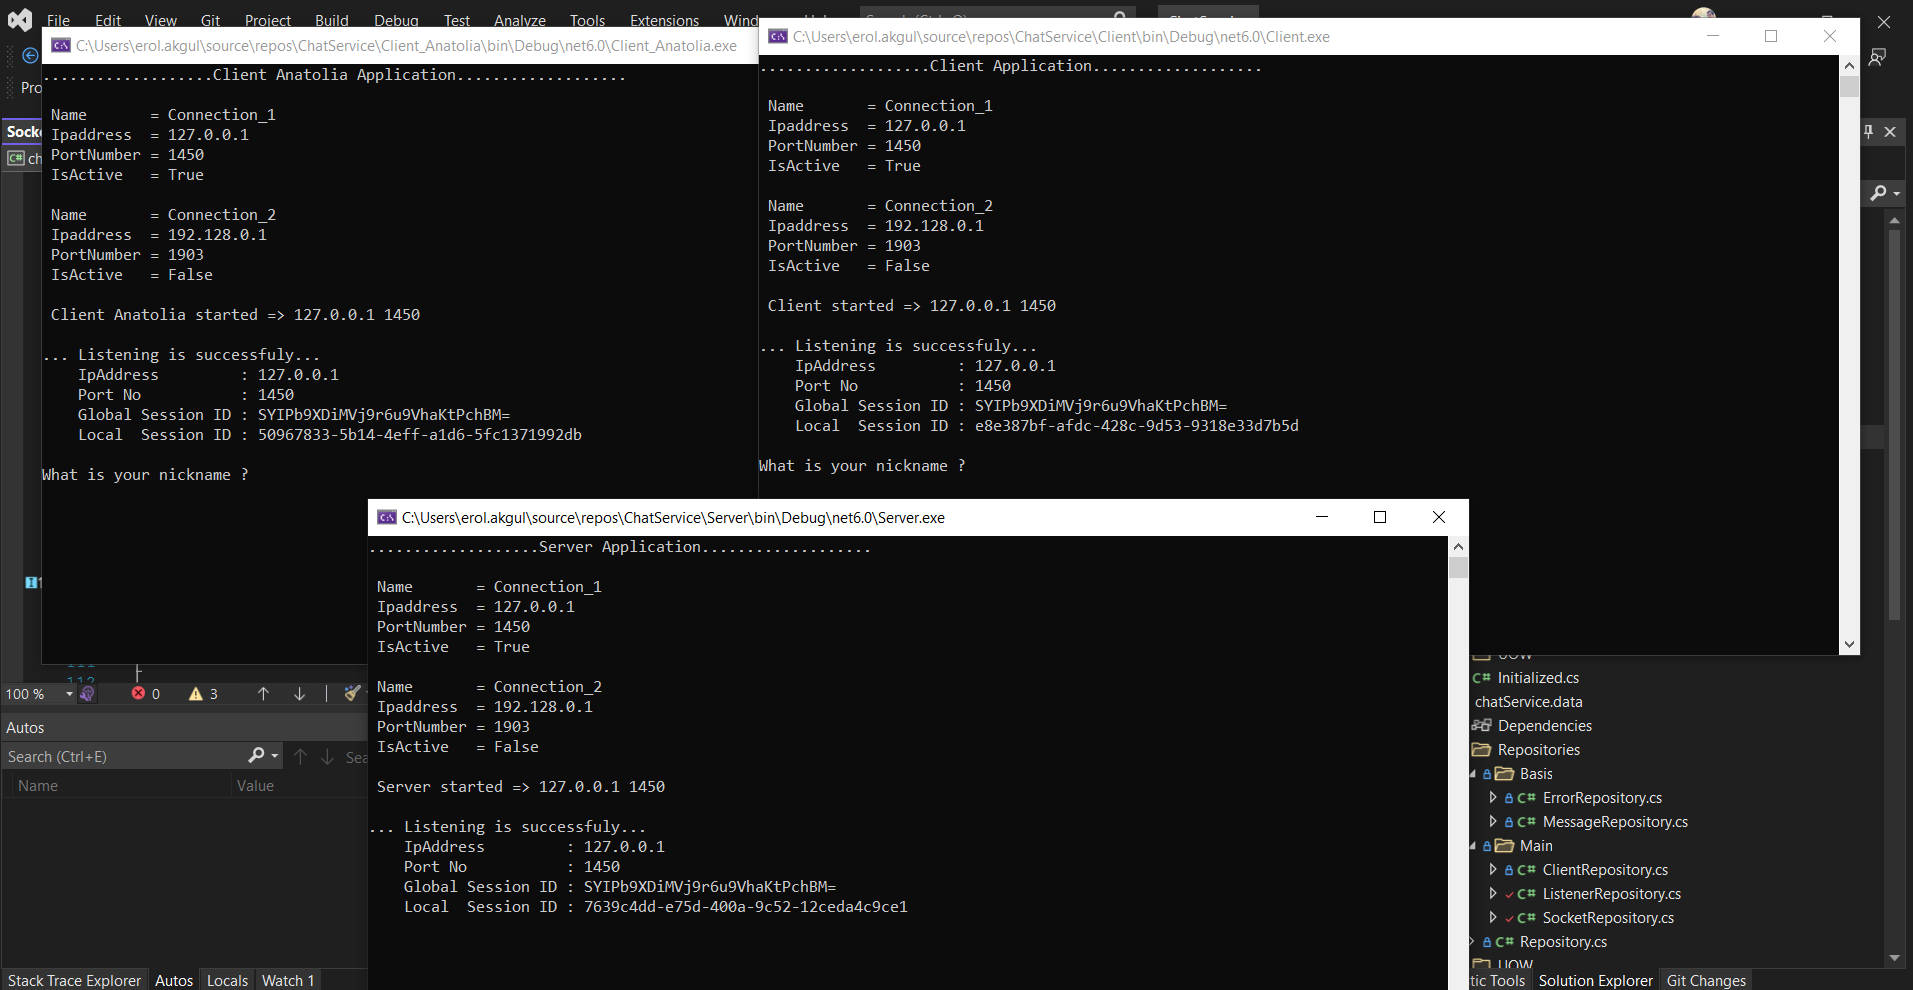 File Edit View Git Project Build Debug Test Analyze Tools Extensions
C:\Users\erol.akgul\source\repos\ChatService\Client_Anatolia\bin\Debug\net6.0\Client_Anatolia.exe
...................Client Anatolia Application...................
Name = Connection_1
Ipaddress = 127.0.0.1
PortNumber = 1450
IsActive = True
Name = Connection_2
Ipaddress = 192.128.0.1
PortNumber = 1903
IsActive = False
Client Anatolia started => 127.0.0.1 1450
... Listening is successfuly...
IpAddress : 127.0.0.1
Port No : 1450
Global Session ID : SYIPb9XDiMVj9r6u9VhaKtPchBM=
Local Session ID : 50967833-5b14-4eff-a1d6-5fc1371992db
What is your nickname ?
C:\Users\erol.akgul\source\repos\ChatService\Client\bin\Debug\net6.0\Client.exe
...................Client Application...................
Name = Connection_1
Ipaddress = 127.0.0.1
PortNumber = 1450
IsActive = True
Name = Connection_2
Ipaddress = 192.128.0.1
PortNumber = 1903
IsActive = False
Client started => 127.0.0.1 1450
... Listening is successfuly...
IpAddress : 127.0.0.1
Port No : 1450
Global Session ID : SYIPb9XDiMVj9r6u9VhaKtPchBM=
Local Session ID : e8e387bf-afdc-428c-9d53-9318e33d7b5d
What is your nickname ?
C:\Users\erol.akgul\source\repos\ChatService\Server\bin\Debug\net6.0\Server.exe
...................Server Application...................
Name = Connection_1
Ipaddress = 127.0.0.1
PortNumber = 1450
IsActive = True
Name = Connection_2
Ipaddress = 192.128.0.1
PortNumber = 1903
IsActive = False
Server started => 127.0.0.1 1450
... Listening is successfuly...
IpAddress : 127.0.0.1
Port No : 1450
Global Session ID : SYIPb9XDiMVj9r6u9VhaKtPchBM=
Local Session ID : 7639c4dd-e75d-400a-9c52-12ceda4c9ce1
112
100 % 0 3
Autos
Search (Ctrl+E)
Name Value
Stack Trace Explorer Autos Locals Watch 1
UOW
C# Initialized.cs
chatService.data
Dependencies
Repositories
Basis
C# ErrorRepository.cs
C# MessageRepository.cs
Main
C# ClientRepository.cs
C# ListenerRepository.cs
C# SocketRepository.cs
C# Repository.cs
UOW
tic Tools Solution Explorer Git Changes